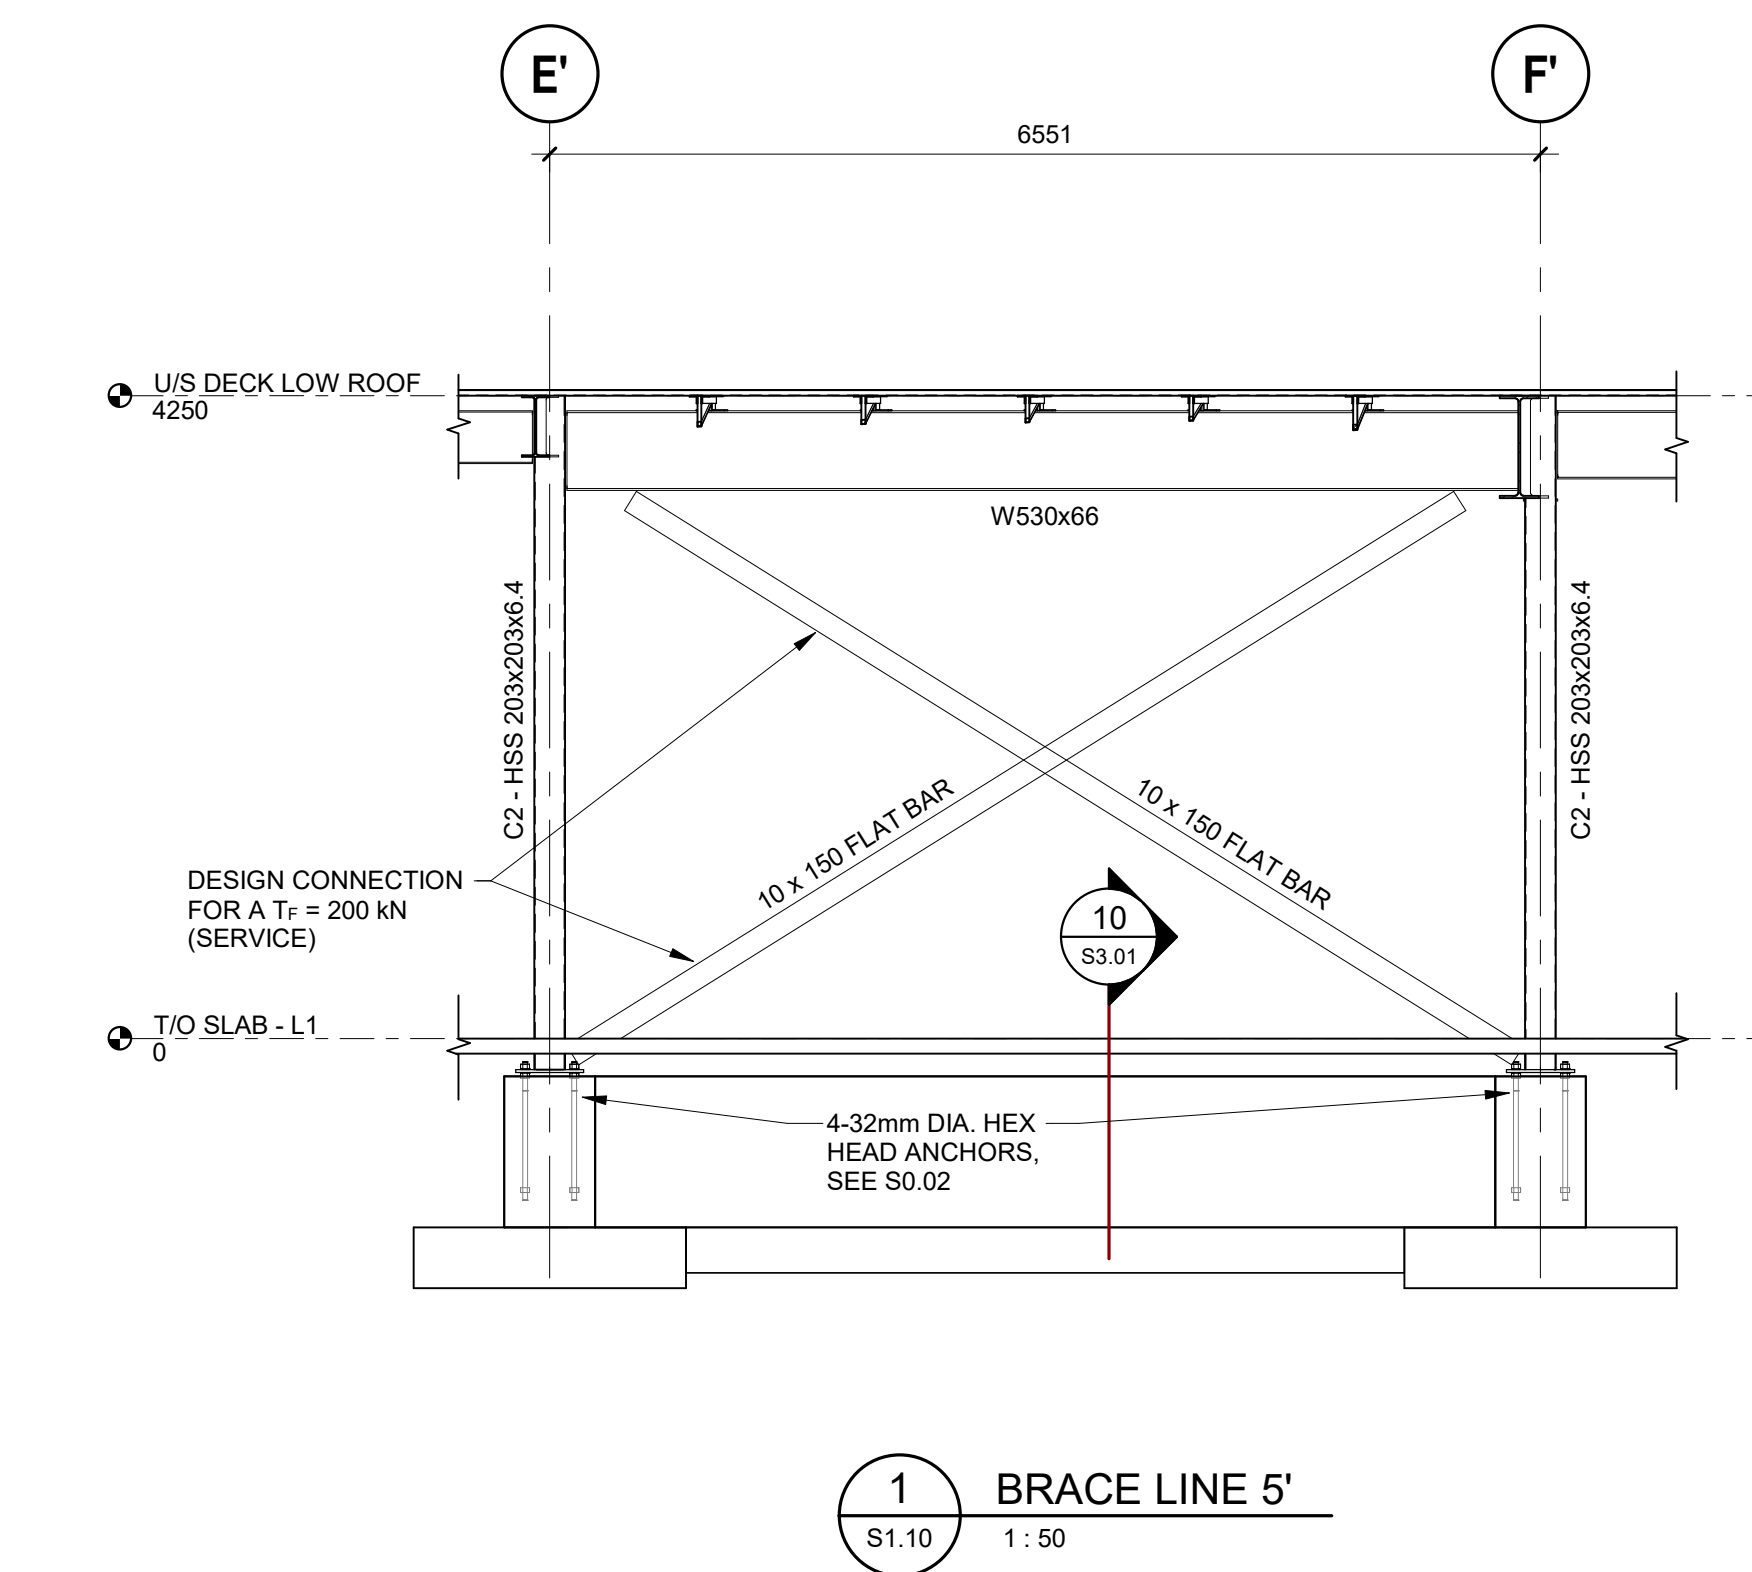 E'
F'
6551
U/S DECK LOW ROOF
4250
W530x66
C2 - HSS 203x203x6.4
C2 - HSS 203x203x6.4
10 x 150 FLAT BAR
10 x 150 FLAT BAR
DESIGN CONNECTION
FOR A TF = 200 kN
(SERVICE)
10
S3.01
T/O SLAB - L1
0
4-32mm DIA. HEX
HEAD ANCHORS,
SEE S0.02
1
BRACE LINE 5'
S1.10
1 : 50